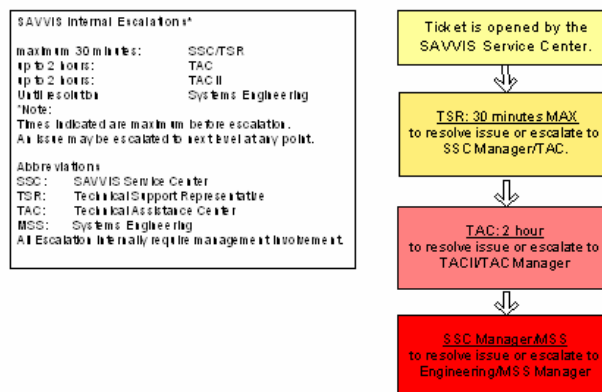 SAVVIS Internal Escalations*
maximum 30 minutes: SSC/TSR
up to 2 hours: TAC
up to 2 hours: TACII
Until resolution Systems Engineering
*Note:
Times indicated are maximum before escalation.
An issue may be escalated to next level at any point.
Abbreviations
SSC: SAVVIS Service Center
TSR: Technical Support Representative
TAC: Technical Assistance Center
MSS: Systems Engineering
All Escalation internally require management involvement.
Ticket is opened by the
SAVVIS Service Center.
TSR: 30 minutes MAX
to resolve issue or escalate to
SSC Manager/TAC.
TAC: 2 hour
to resolve issue or escalate to
TACII/TAC Manager
SSC Manager/MSS
to resolve issue or escalate to
Engineering/MSS Manager